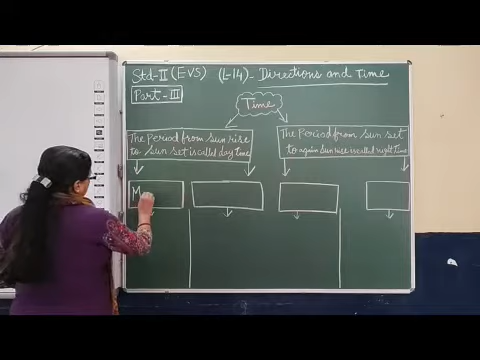 Std-II (EVS) (L-14)- Directions and Time
Part-III
Time
The Period from sun rise
to sun set is called day time
The Period from sun set
to again sun rise is called night time
M